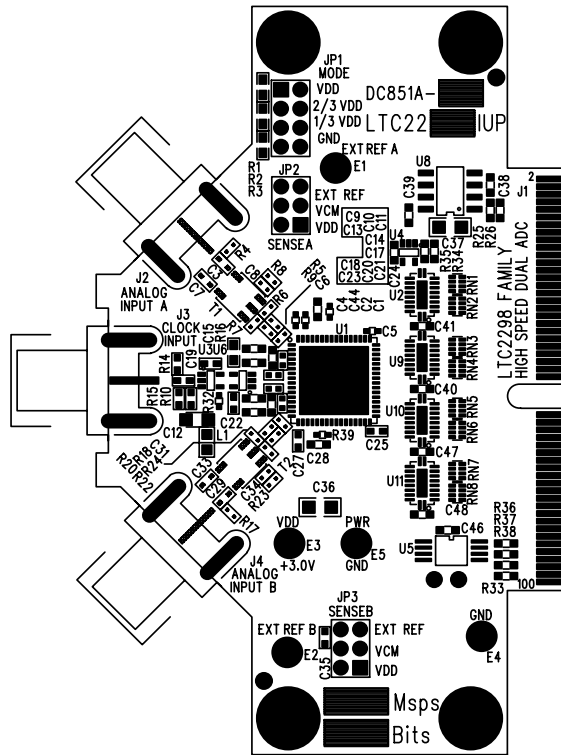 JP1
MODE
VDD
2/3 VDD
1/3 VDD
GND
DC851A-
LTC22 IUP
R1
R2
R3
EXT REF A
E1
JP2
EXT REF
VCM
VDD
SENSEA
U8
C39
C38
2
J1
C9
C13
C10
C11
C14
C17
C18
C23
C20
C21
U4
C24
C37
R25
R26
R35
R34
LTC2298 FAMILY
HIGH SPEED DUAL ADC
J2
ANALOG
INPUT A
R4
C3
C7
T1
C8
R8
R6
R7
R5
R9
C6
C4
C44
C2
C1
U2
RN1
RN2
C41
J3
CLOCK
INPUT
C15
R16
U3
U6
R14
C19
U1
C5
U9
RN3
RN4
C40
R15
R10
R32
C12
C22
L1
R39
C25
C27
C28
U10
RN5
RN6
C47
R18
C31
R20
R24
R22
C33
C29
T2
C34
R23
R17
U11
RN7
RN8
C48
C36
VDD
E3
+3.0V
PWR
GND
E5
C46
U5
R36
R37
R38
R33
100
J4
ANALOG
INPUT B
JP3
SENSEB
EXT REF B
E2
C35
EXT REF
VCM
VDD
GND
E4
Msps
Bits